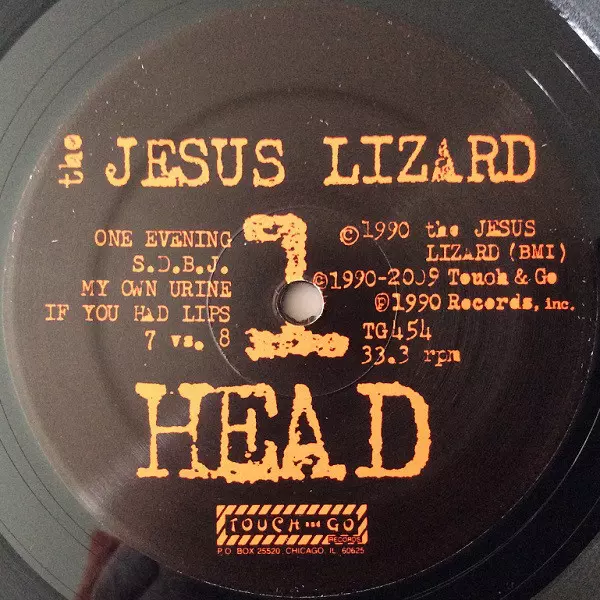 the JESUS LIZARD
ONE EVENING
S.D.B.J.
MY OWN URINE
IF YOU HAD LIPS
7 vs. 8
1
©1990 the JESUS
LIZARD (BMI)
©1990-2009 Touch & Go
℗1990 Records, inc.
TG454
33.3 rpm
HEAD
TOUCH and GO
RECORDS
P.O. BOX 25520, CHICAGO, IL 60625